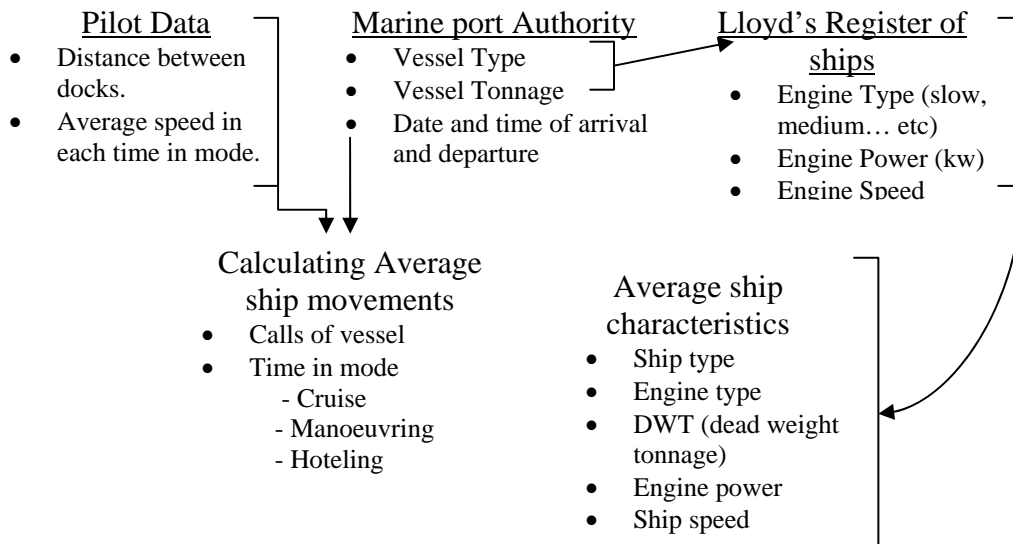 Pilot Data
• Distance between
docks.
• Average speed in
each time in mode.
Marine port Authority
• Vessel Type
• Vessel Tonnage
• Date and time of arrival
and departure
Lloyd’s Register of
ships
• Engine Type (slow,
medium… etc)
• Engine Power (kw)
• Engine Speed
Calculating Average
ship movements
• Calls of vessel
• Time in mode
- Cruise
- Manoeuvring
- Hoteling
Average ship
characteristics
• Ship type
• Engine type
• DWT (dead weight
tonnage)
• Engine power
• Ship speed